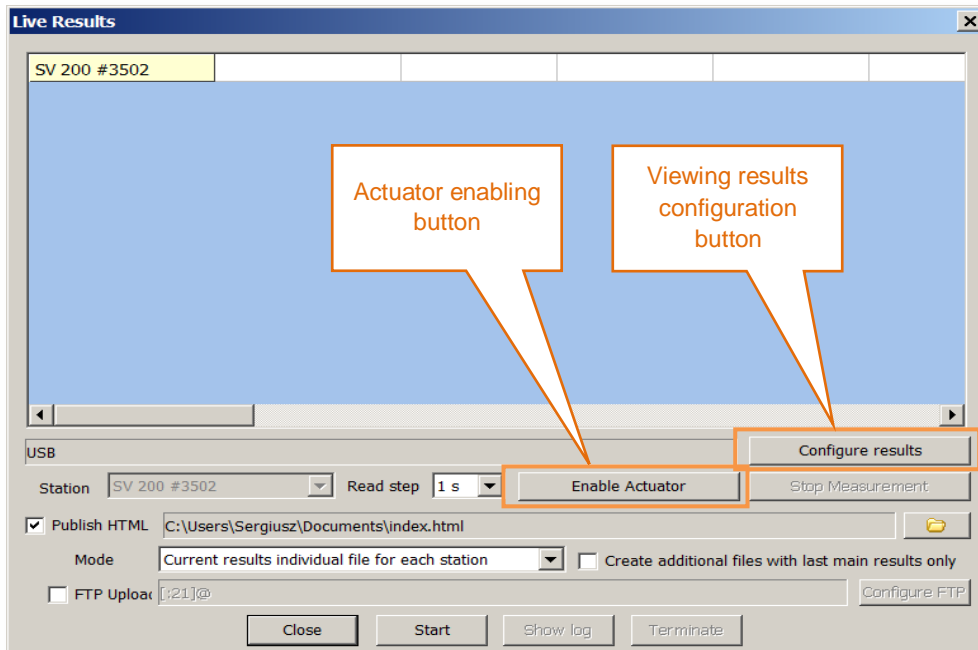 Live Results
SV 200 #3502
Actuator enabling
button
Viewing results
configuration
button
USB
Configure results
Station SV 200 #3502 Read step 1 s Enable Actuator Stop Measurement
Publish HTML C:\Users\Sergiusz\Documents\index.html
Mode Current results individual file for each station Create additional files with last main results only
FTP Upload [:21]@ Configure FTP
Close Start Show log Terminate